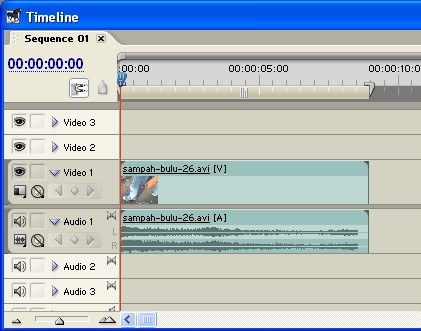 Timeline
Sequence 01
00:00:00:00
:00:00 00:00:05:00 00:00:10:0
Video 3
Video 2
Video 1
sampah-bulu-26.avi [V]
Audio 1
sampah-bulu-26.avi [A]
L
R
Audio 2
Audio 3